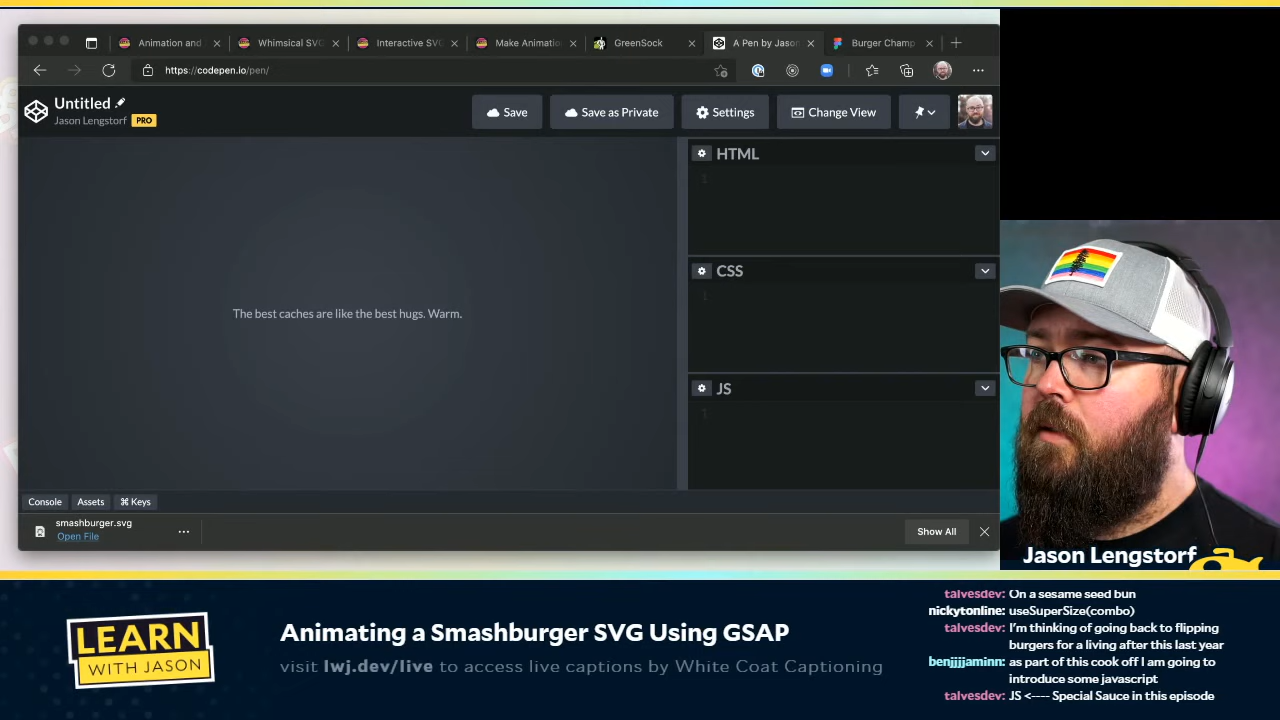 Animation and
Whimsical SVG
Interactive SVG
Make Animatio
GreenSock
A Pen by Jason
Burger Champ
https://codepen.io/pen/
Untitled
Jason Lengstorf PRO
Save
Save as Private
Settings
Change View
HTML
1
CSS
1
JS
1
The best caches are like the best hugs. Warm.
Console
Assets
⌘ Keys
smashburger.svg
Open File
Show All
Jason Lengstorf
LEARN
WITH JASON
Animating a Smashburger SVG Using GSAP
visit lwj.dev/live to access live captions by White Coat Captioning
talvesdev: On a sesame seed bun
nickytonline: useSuperSize(combo)
talvesdev: I'm thinking of going back to flipping
burgers for a living after this last year
benjjjjaminn: as part of this cook off I am going to
introduce some javascript
talvesdev: JS <---- Special Sauce in this episode